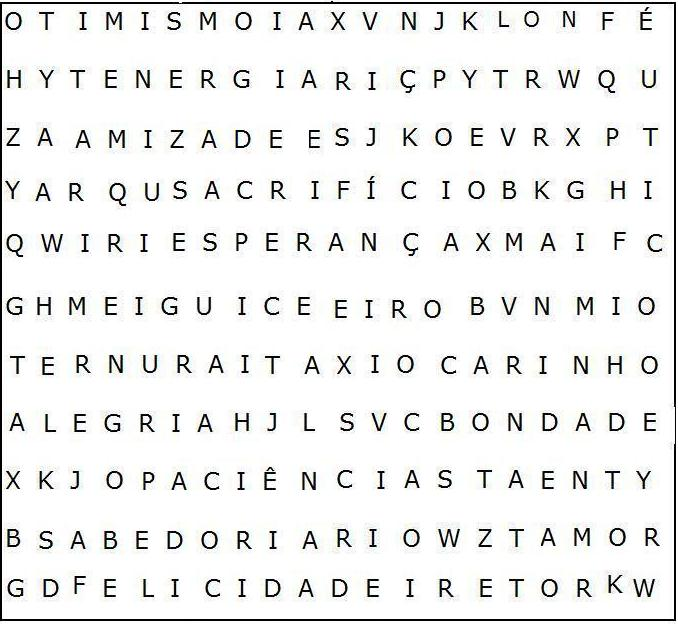 O T I M I S M O I A X V N J K L O N F É
H Y T E N E R G I A R I Ç P Y T R W Q U
Z A A M I Z A D E E S J K O E V R X P T
Y A R Q U S A C R I F Í C I O B K G H I
Q W I R I E S P E R A N Ç A X M A I F C
G H M E I G U I C E E I R O B V N M I O
T E R N U R A I T A X I O C A R I N H O
A L E G R I A H J L S V C B O N D A D E
X K J O P A C I Ê N C I A S T A E N T Y
B S A B E D O R I A R I O W Z T A M O R
G D F E L I C I D A D E I R E T O R K W